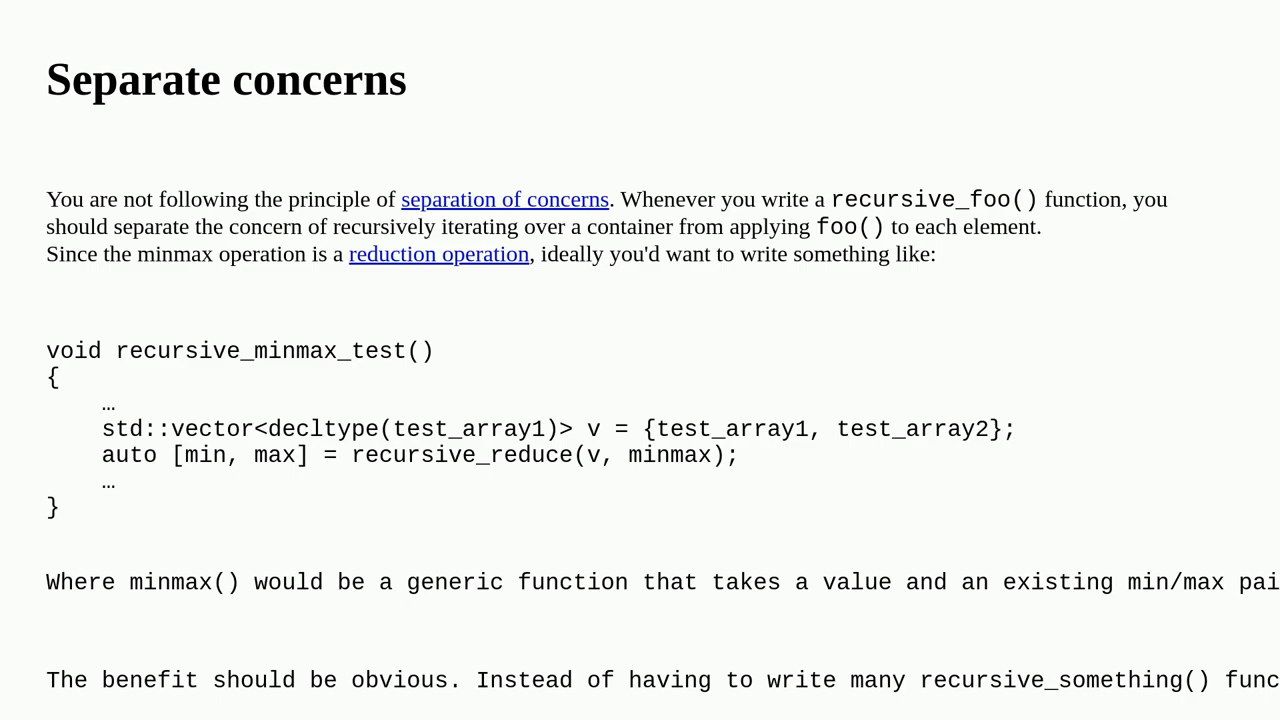 Separate concerns
You are not following the principle of separation of concerns. Whenever you write a recursive_foo() function, you
should separate the concern of recursively iterating over a container from applying foo() to each element.
Since the minmax operation is a reduction operation, ideally you'd want to write something like:
void recursive_minmax_test()
{
    …
    std::vector<decltype(test_array1)> v = {test_array1, test_array2};
    auto [min, max] = recursive_reduce(v, minmax);
    …
}
Where minmax() would be a generic function that takes a value and an existing min/max pai
The benefit should be obvious. Instead of having to write many recursive_something() func